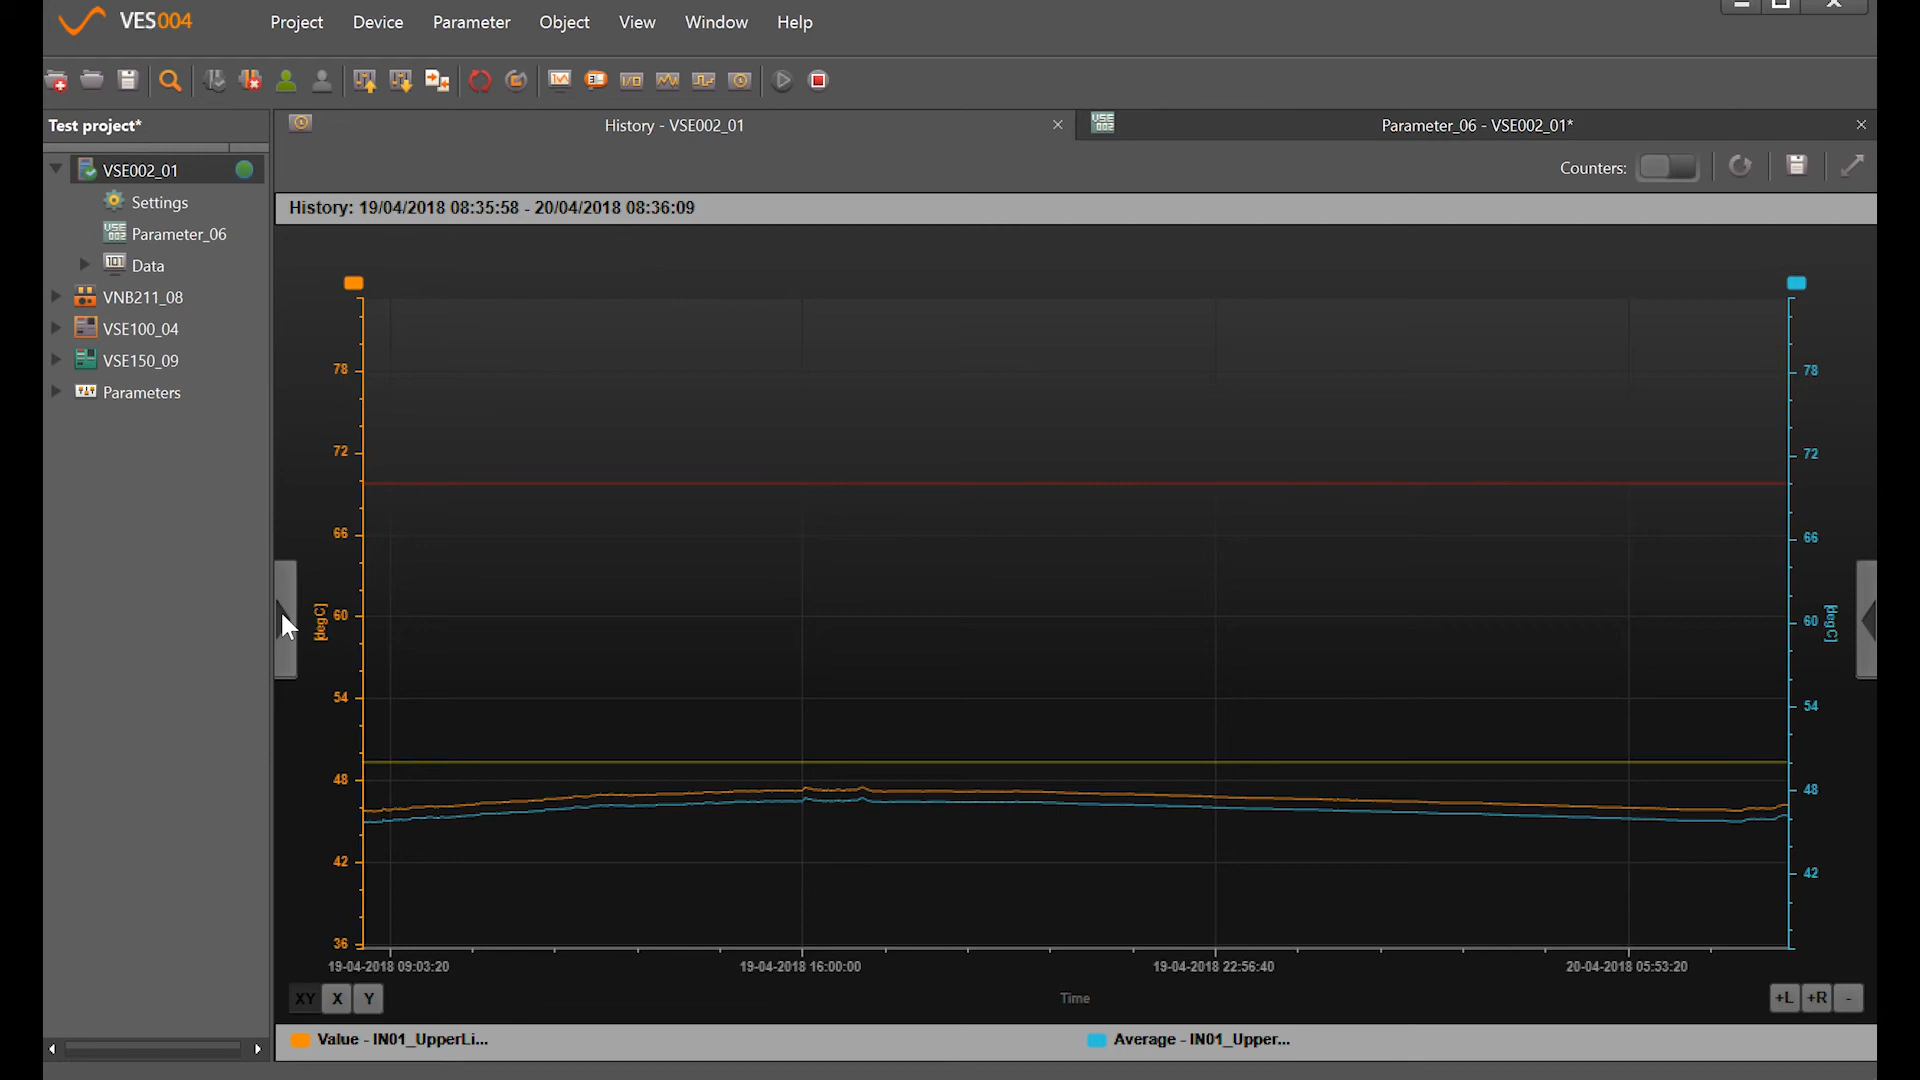 VES004
Project Device Parameter Object View Window Help
Test project*
History - VSE002_01
Parameter_06 - VSE002_01*
VSE002_01
Settings
Parameter_06
Data
VNB211_08
VSE100_04
VSE150_09
Parameters
Counters:
History: 19/04/2018 08:35:58 - 20/04/2018 08:36:09
78
72
66
60
54
48
42
36
[degC]
78
72
66
60
54
48
42
[degC]
19-04-2018 09:03:20
19-04-2018 16:00:00
19-04-2018 22:56:40
20-04-2018 05:53:20
XY X Y
Time
+L +R -
Value - IN01_UpperLi...
Average - IN01_Upper...